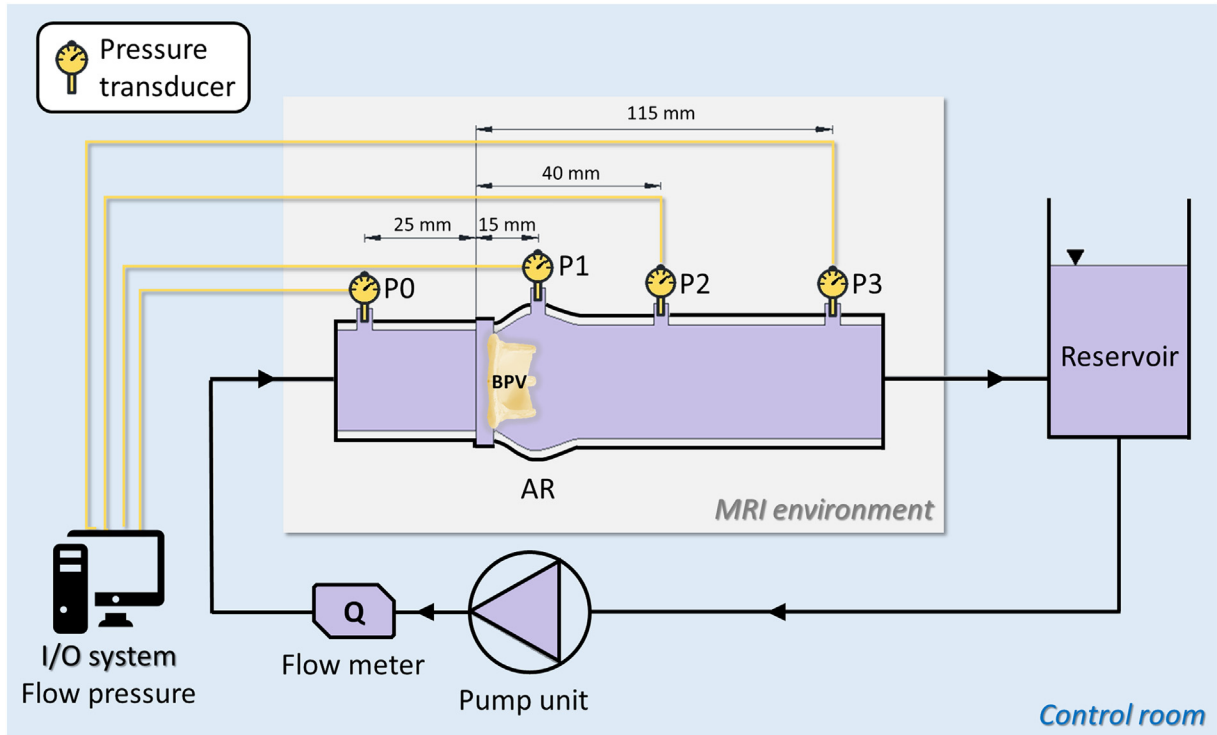 Pressure
transducer
115 mm
40 mm
25 mm
15 mm
P0
P1
P2
P3
BPV
AR
MRI environment
Reservoir
I/O system
Flow pressure
Q
Flow meter
Pump unit
Control room